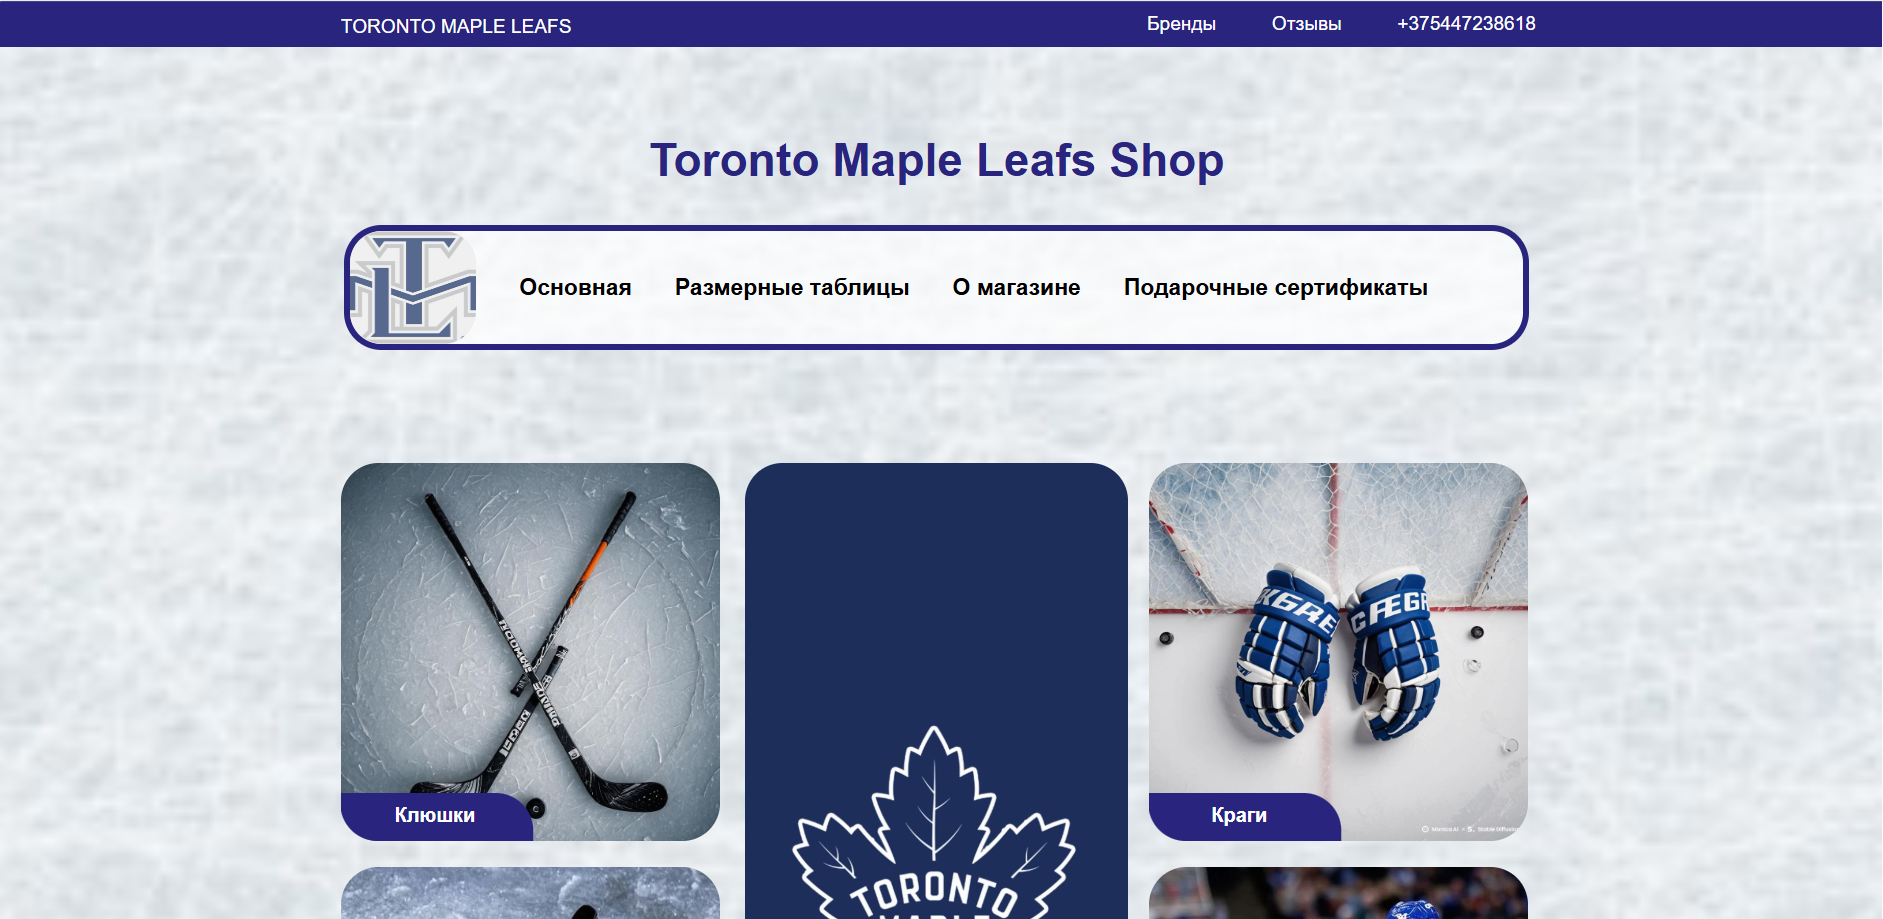 TORONTO MAPLE LEAFS
Бренды
Отзывы
+375447238618
Toronto Maple Leafs Shop
Основная
Размерные таблицы
О магазине
Подарочные сертификаты
Клюшки
TORONTO
MAPLE
Краги